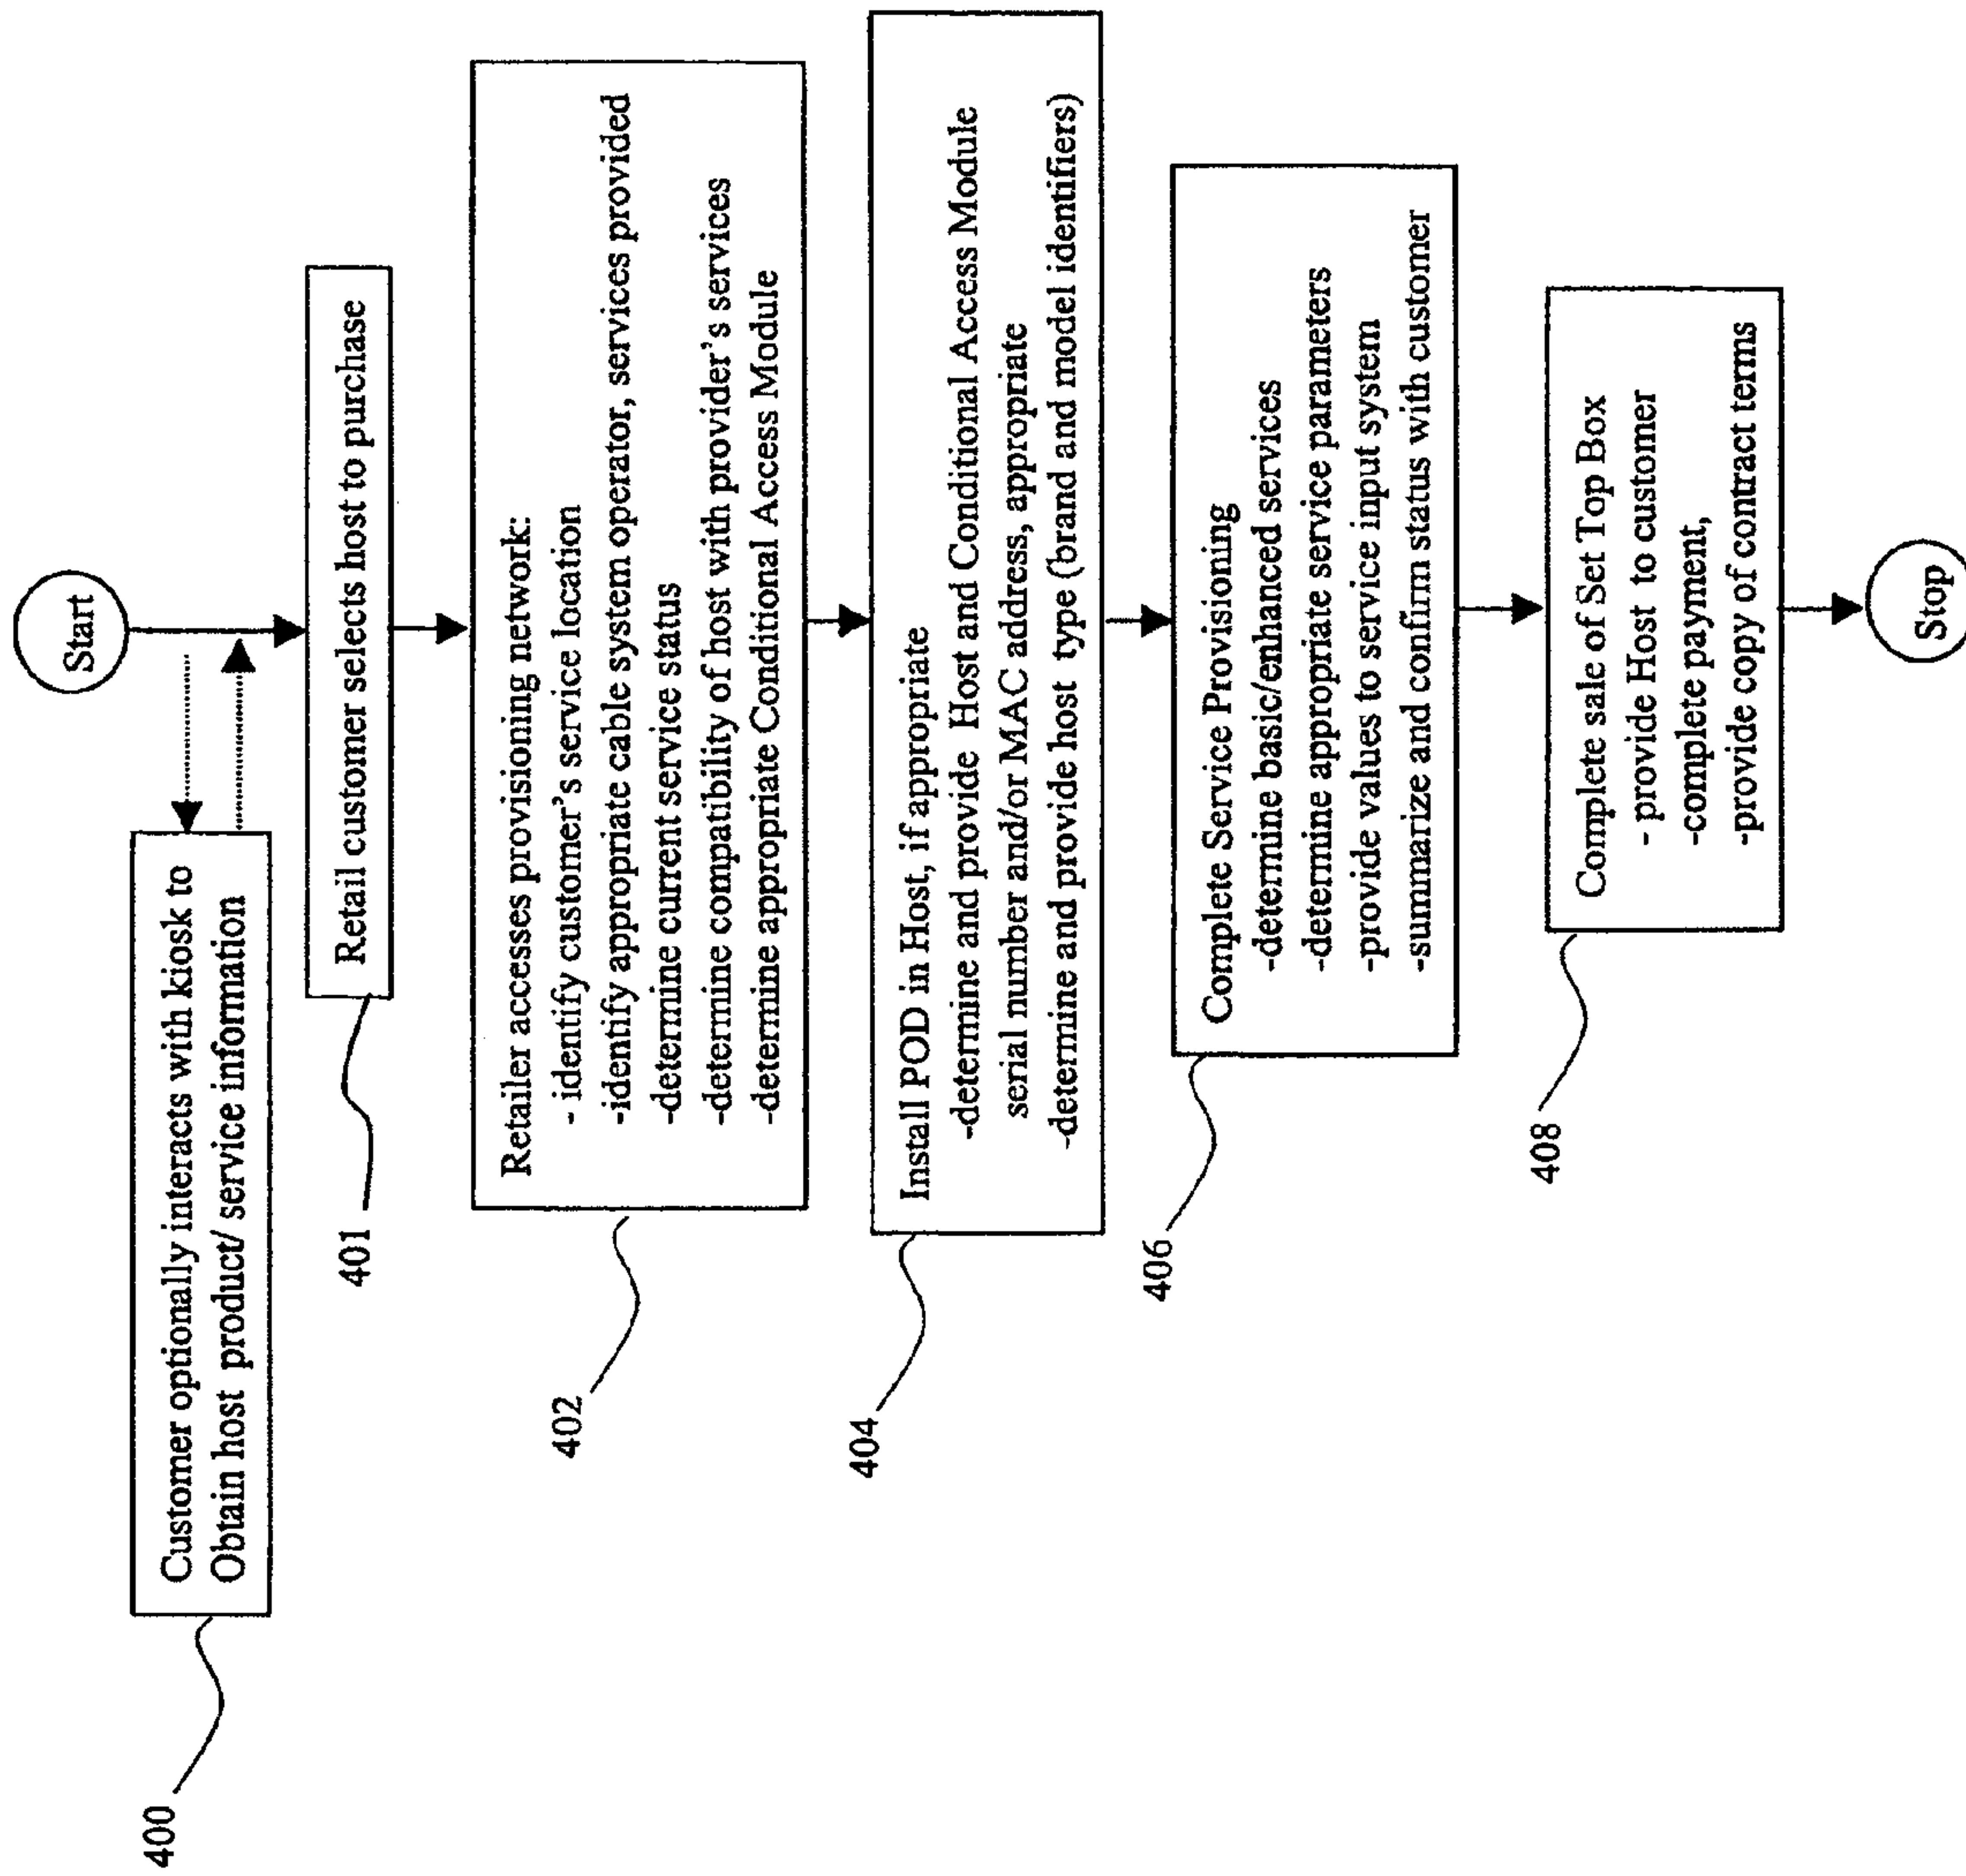 Start
400
Customer optionally interacts with kiosk to
Obtain host product/ service information
401
Retail customer selects host to purchase
402
Retailer accesses provisioning network:
- identify customer's service location
-identify appropriate cable system operator, services provided
-determine current service status
-determine compatibility of host with provider's services
-determine appropriate Conditional Access Module
404
Install POD in Host, if appropriate
-determine and provide Host and Conditional Access Module
serial number and/or MAC address, appropriate
-determine and provide host type (brand and model identifiers)
406
Complete Service Provisioning
-determine basic/enhanced services
-determine appropriate service parameters
-provide values to service input system
-summarize and confirm status with customer
408
Complete sale of Set Top Box
- provide Host to customer
-complete payment,
-provide copy of contract terms
Stop